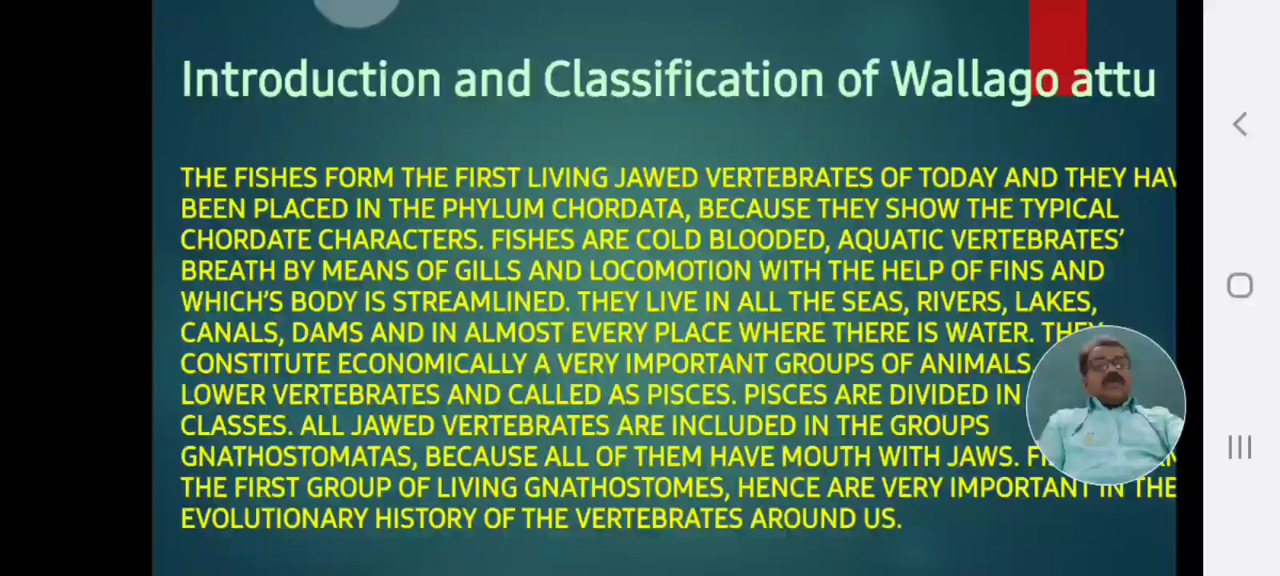 Introduction and Classification of Wallago attu
THE FISHES FORM THE FIRST LIVING JAWED VERTEBRATES OF TODAY AND THEY HAV
BEEN PLACED IN THE PHYLUM CHORDATA, BECAUSE THEY SHOW THE TYPICAL
CHORDATE CHARACTERS. FISHES ARE COLD BLOODED, AQUATIC VERTEBRATES’
BREATH BY MEANS OF GILLS AND LOCOMOTION WITH THE HELP OF FINS AND
WHICH’S BODY IS STREAMLINED. THEY LIVE IN ALL THE SEAS, RIVERS, LAKES,
CANALS, DAMS AND IN ALMOST EVERY PLACE WHERE THERE IS WATER. THEY
CONSTITUTE ECONOMICALLY A VERY IMPORTANT GROUPS OF ANIMALS
LOWER VERTEBRATES AND CALLED AS PISCES. PISCES ARE DIVIDED IN
CLASSES. ALL JAWED VERTEBRATES ARE INCLUDED IN THE GROUPS
GNATHOSTOMATAS, BECAUSE ALL OF THEM HAVE MOUTH WITH JAWS.
THE FIRST GROUP OF LIVING GNATHOSTOMES, HENCE ARE VERY IMPORTANT IN THE
EVOLUTIONARY HISTORY OF THE VERTEBRATES AROUND US.